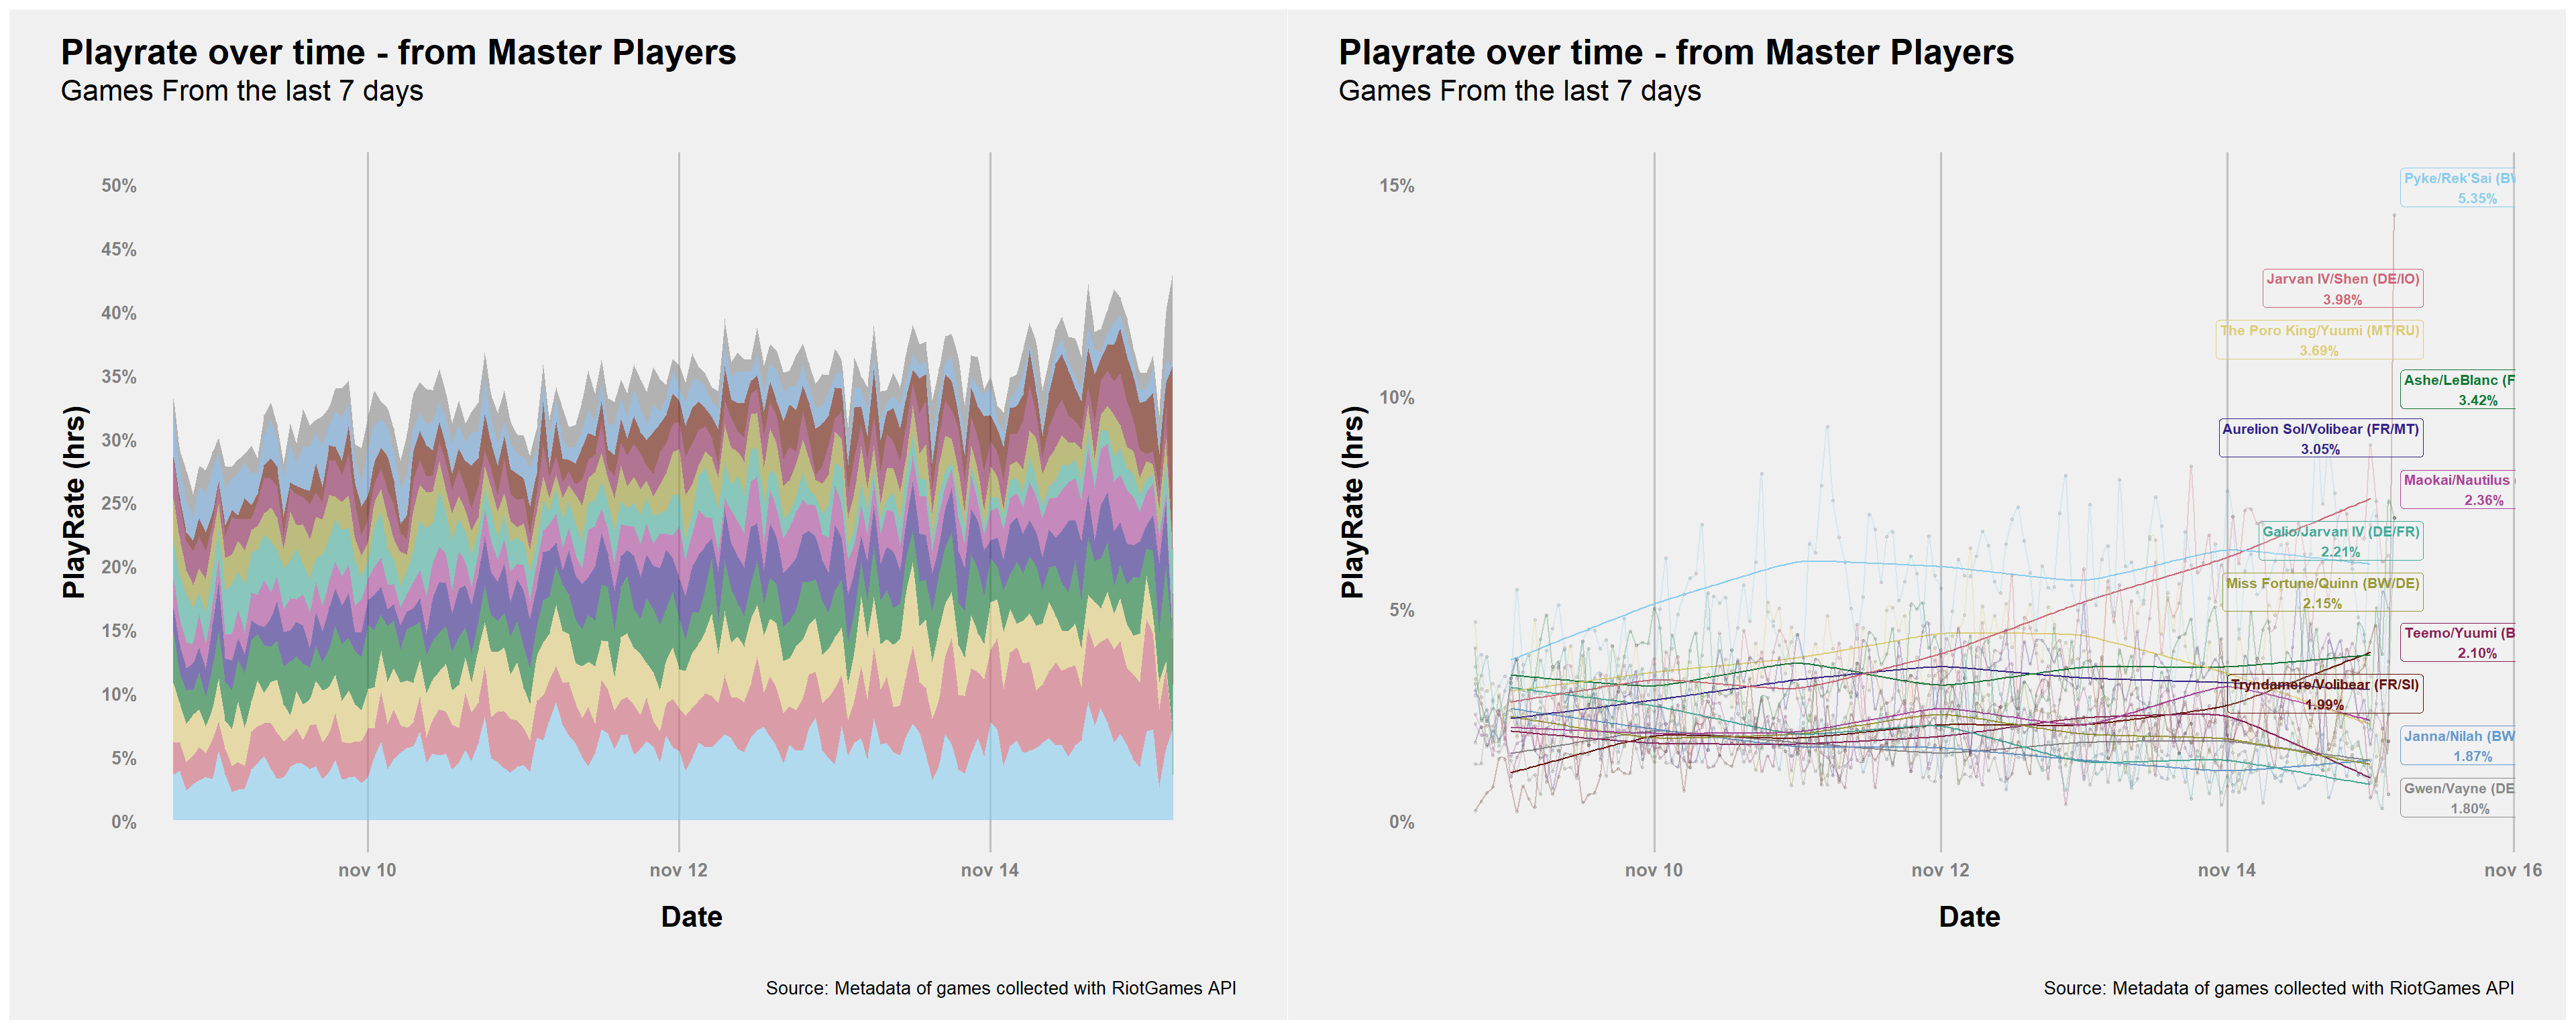 Playrate over time - from Master Players
Games From the last 7 days
50%
45%
40%
35%
30%
25%
20%
15%
10%
5%
0%
PlayRate (hrs)
nov 10
nov 12
nov 14
Date
Source: Metadata of games collected with RiotGames API
Playrate over time - from Master Players
Games From the last 7 days
15%
10%
5%
0%
PlayRate (hrs)
Pyke/Rek'Sai (BW
5.35%
Jarvan IV/Shen (DE/IO)
3.98%
The Poro King/Yuumi (MT/RU)
3.69%
Ashe/LeBlanc (F
3.42%
Aurelion Sol/Volibear (FR/MT)
3.05%
Maokai/Nautilus (
2.36%
Galio/Jarvan IV (DE/FR)
2.21%
Miss Fortune/Quinn (BW/DE)
2.15%
Teemo/Yuumi (B
2.10%
Tryndamere/Volibear (FR/SI)
1.99%
Janna/Nilah (BW
1.87%
Gwen/Vayne (DE
1.80%
nov 10
nov 12
nov 14
nov 16
Date
Source: Metadata of games collected with RiotGames API